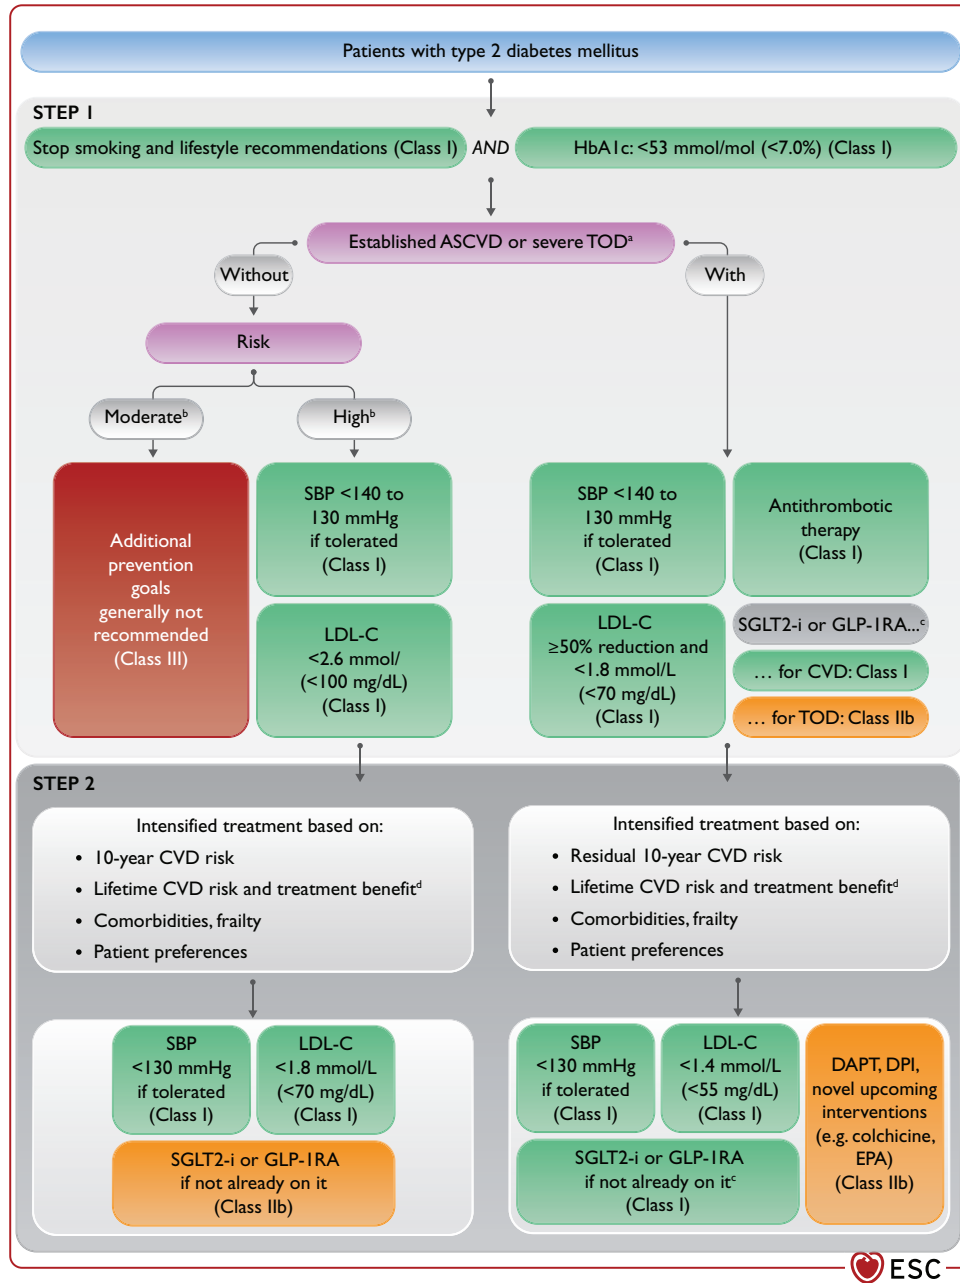 Patients with type 2 diabetes mellitus
STEP 1
Stop smoking and lifestyle recommendations (Class I)
AND
HbA1c: <53 mmol/mol (<7.0%) (Class I)
Established ASCVD or severe TODᵃ
Without
With
Risk
Moderateᵇ
Highᵇ
Additional
prevention
goals
generally not
recommended
(Class III)
SBP <140 to
130 mmHg
if tolerated
(Class I)
LDL-C
<2.6 mmol/
(<100 mg/dL)
(Class I)
SBP <140 to
130 mmHg
if tolerated
(Class I)
LDL-C
≥50% reduction and
<1.8 mmol/L
(<70 mg/dL)
(Class I)
Antithrombotic
therapy
(Class I)
SGLT2-i or GLP-1RA...ᶜ
... for CVD: Class I
... for TOD: Class IIb
STEP 2
Intensified treatment based on:
• 10-year CVD risk
• Lifetime CVD risk and treatment benefitᵈ
• Comorbidities, frailty
• Patient preferences
Intensified treatment based on:
• Residual 10-year CVD risk
• Lifetime CVD risk and treatment benefitᵈ
• Comorbidities, frailty
• Patient preferences
SBP
<130 mmHg
if tolerated
(Class I)
LDL-C
<1.8 mmol/L
(<70 mg/dL)
(Class I)
SGLT2-i or GLP-1RA
if not already on it
(Class IIb)
SBP
<130 mmHg
if tolerated
(Class I)
LDL-C
<1.4 mmol/L
(<55 mg/dL)
(Class I)
SGLT2-i or GLP-1RA
if not already on itᶜ
(Class I)
DAPT, DPI,
novel upcoming
interventions
(e.g. colchicine,
EPA)
(Class IIb)
ESC